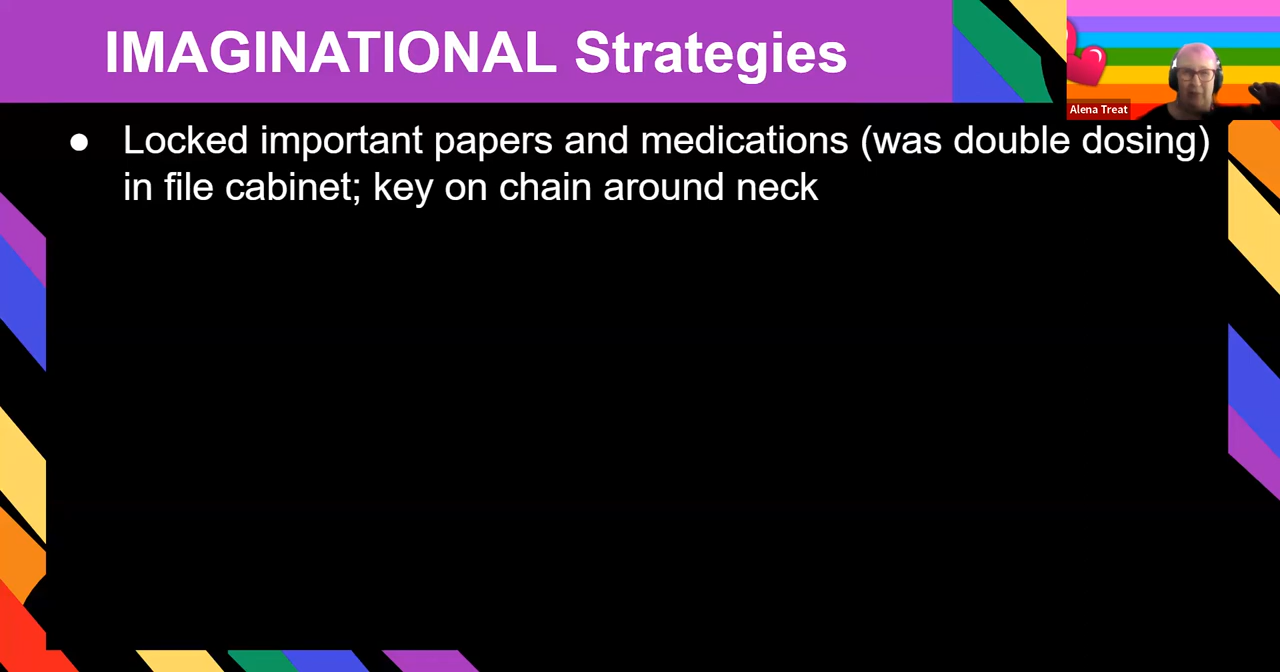 IMAGINATIONAL Strategies
Alena Treat
● Locked important papers and medications (was double dosing)
in file cabinet; key on chain around neck